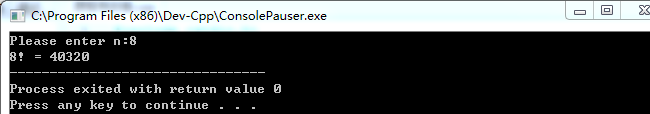 C:\Program Files (x86)\Dev-Cpp\ConsolePauser.exe
Please enter n:8
8! = 40320
--------------------------------
Process exited with return value 0
Press any key to continue . . .